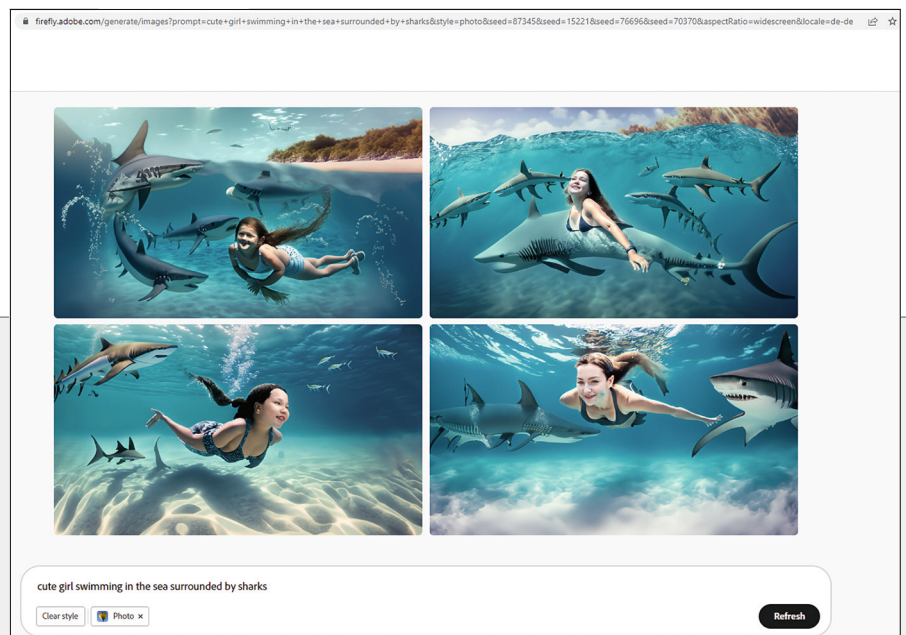 firefly.adobe.com/generate/images?prompt=cute+girl+swimming+in+the+sea+surrounded+by+sharks&style=photo&seed=87345&seed=15221&seed=76696&seed=70370&aspectRatio=widescreen&locale=de-de
cute girl swimming in the sea surrounded by sharks
Clear style
Photo ×
Refresh